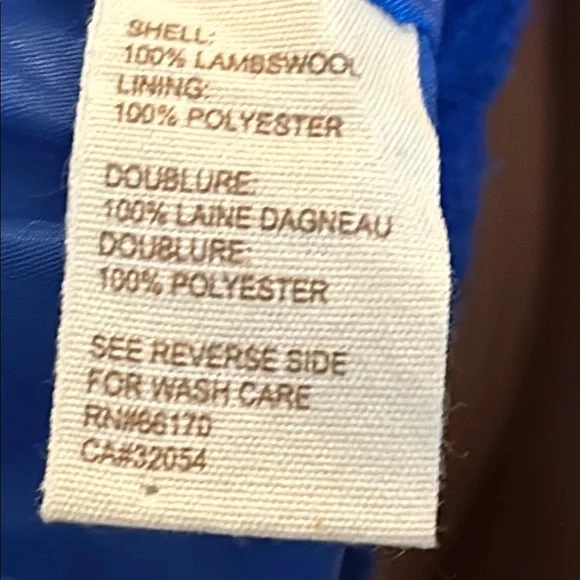 SHELL:
100% LAMBSWOOL
LINING:
100% POLYESTER
DOUBLURE:
100% LAINE DAGNEAU
DOUBLURE:
100% POLYESTER
SEE REVERSE SIDE
FOR WASH CARE
RN#66170
CA#32054